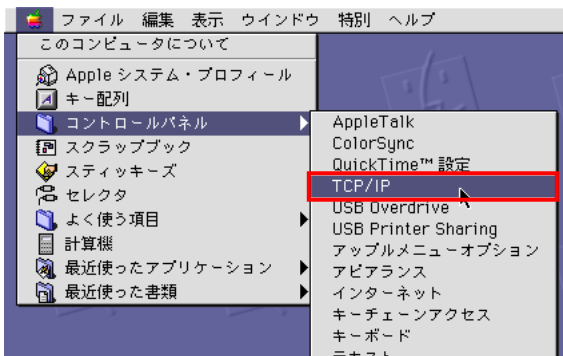 ファイル 編集 表示 ウインドウ 特別 ヘルプ
このコンピュータについて
Apple システム・プロフィール
キー配列
コントロールパネル
スクラップブック
スティッキーズ
セレクタ
よく使う項目
計算機
最近使ったアプリケーション
最近使った書類
AppleTalk
ColorSync
QuickTime™ 設定
TCP/IP
USB Overdrive
USB Printer Sharing
アップルメニューオプション
アピアランス
インターネット
キーチェーンアクセス
キーボード